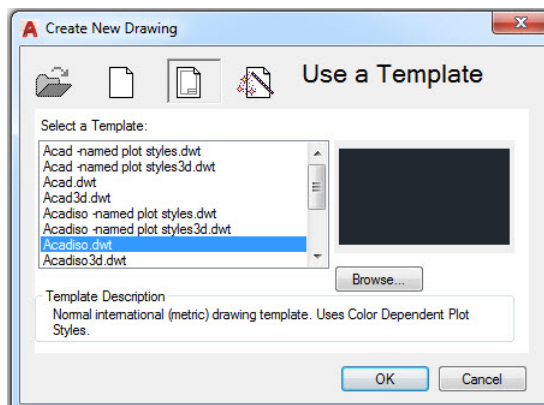 Create New Drawing
Use a Template
Select a Template:
Acad -named plot styles.dwt
Acad -named plot styles3d.dwt
Acad.dwt
Acad3d.dwt
Acadiso -named plot styles.dwt
Acadiso -named plot styles3d.dwt
Acadiso.dwt
Acadiso3d.dwt
Browse...
Template Description
Normal international (metric) drawing template. Uses Color Dependent Plot
Styles.
OK
Cancel